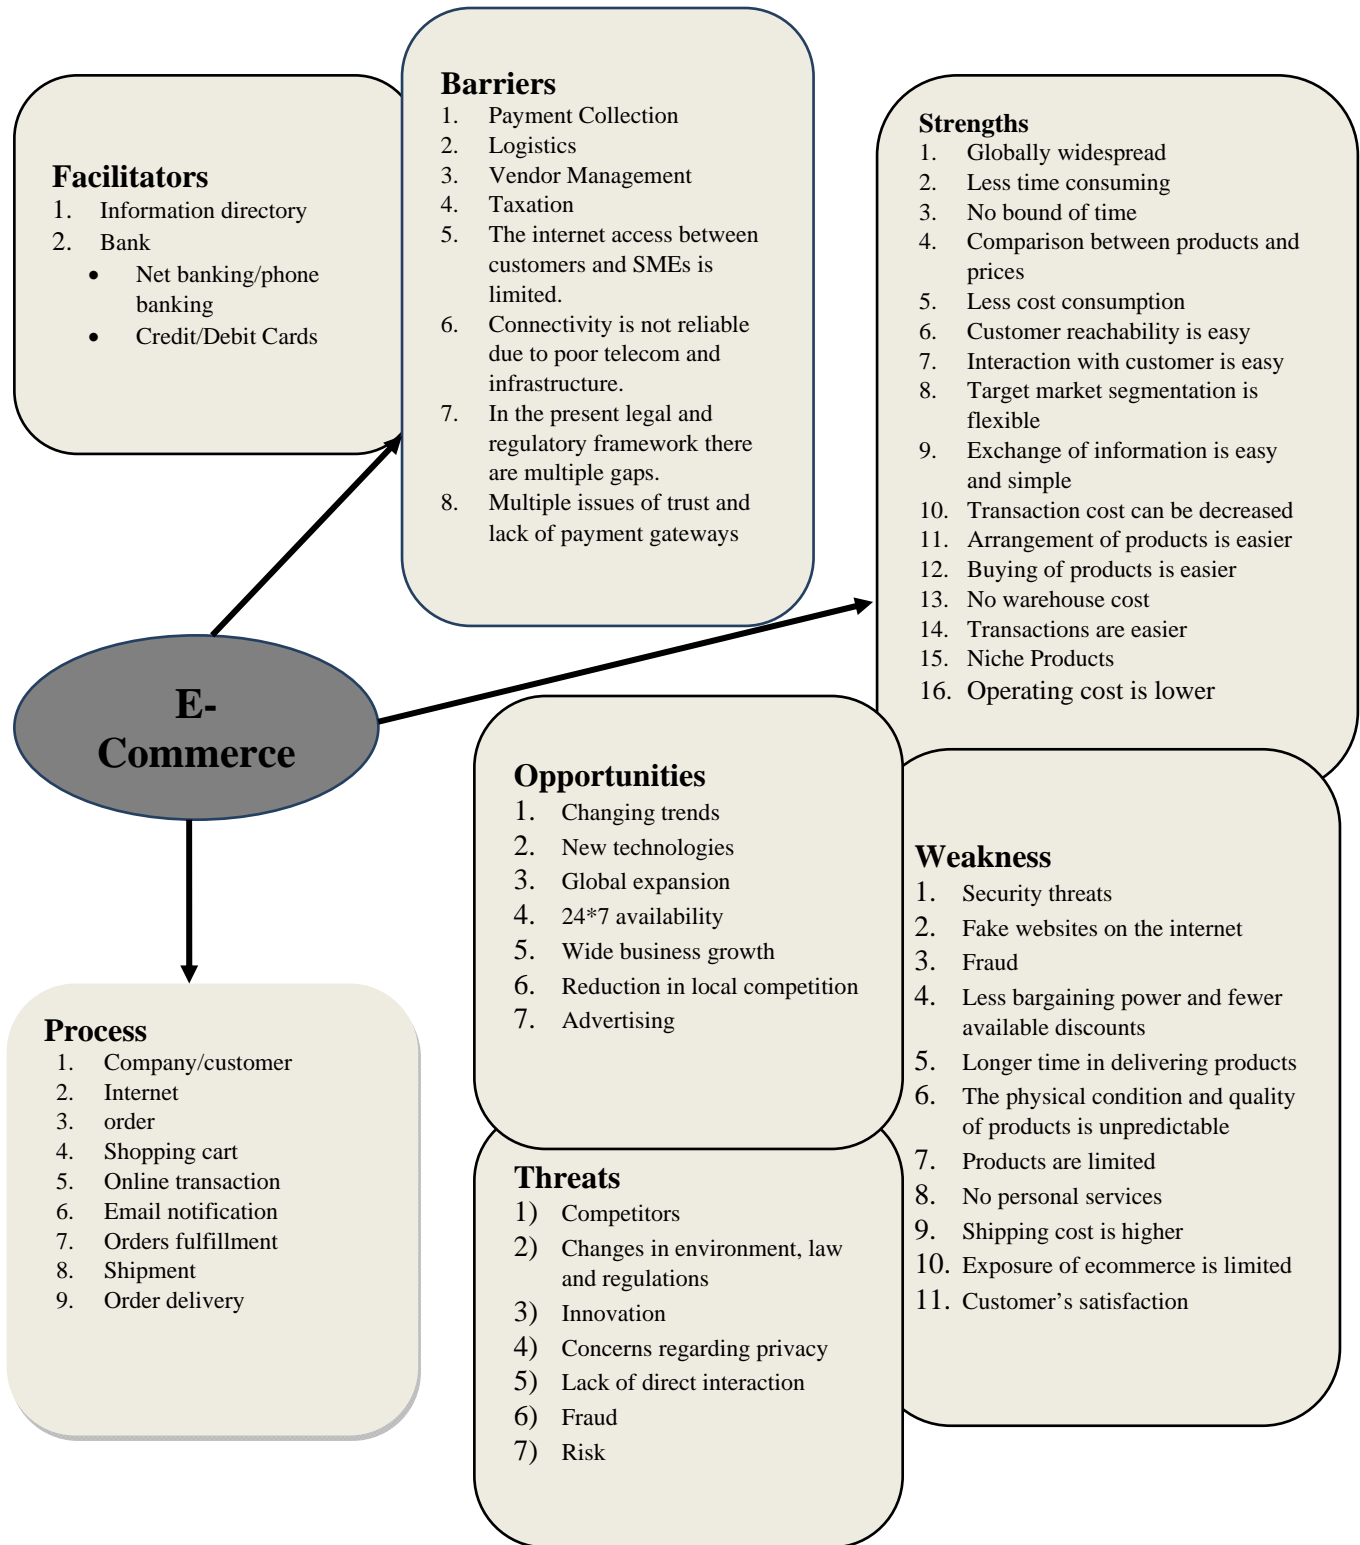 Facilitators
1. Information directory
2. Bank
• Net banking/phone
banking
• Credit/Debit Cards
Barriers
1. Payment Collection
2. Logistics
3. Vendor Management
4. Taxation
5. The internet access between
customers and SMEs is
limited.
6. Connectivity is not reliable
due to poor telecom and
infrastructure.
7. In the present legal and
regulatory framework there
are multiple gaps.
8. Multiple issues of trust and
lack of payment gateways
Strengths
1. Globally widespread
2. Less time consuming
3. No bound of time
4. Comparison between products and
prices
5. Less cost consumption
6. Customer reachability is easy
7. Interaction with customer is easy
8. Target market segmentation is
flexible
9. Exchange of information is easy
and simple
10. Transaction cost can be decreased
11. Arrangement of products is easier
12. Buying of products is easier
13. No warehouse cost
14. Transactions are easier
15. Niche Products
16. Operating cost is lower
E-
Commerce
Opportunities
1. Changing trends
2. New technologies
3. Global expansion
4. 24*7 availability
5. Wide business growth
6. Reduction in local competition
7. Advertising
Weakness
1. Security threats
2. Fake websites on the internet
3. Fraud
4. Less bargaining power and fewer
available discounts
5. Longer time in delivering products
6. The physical condition and quality
of products is unpredictable
7. Products are limited
8. No personal services
9. Shipping cost is higher
10. Exposure of ecommerce is limited
11. Customer’s satisfaction
Process
1. Company/customer
2. Internet
3. order
4. Shopping cart
5. Online transaction
6. Email notification
7. Orders fulfillment
8. Shipment
9. Order delivery
Threats
1) Competitors
2) Changes in environment, law
and regulations
3) Innovation
4) Concerns regarding privacy
5) Lack of direct interaction
6) Fraud
7) Risk